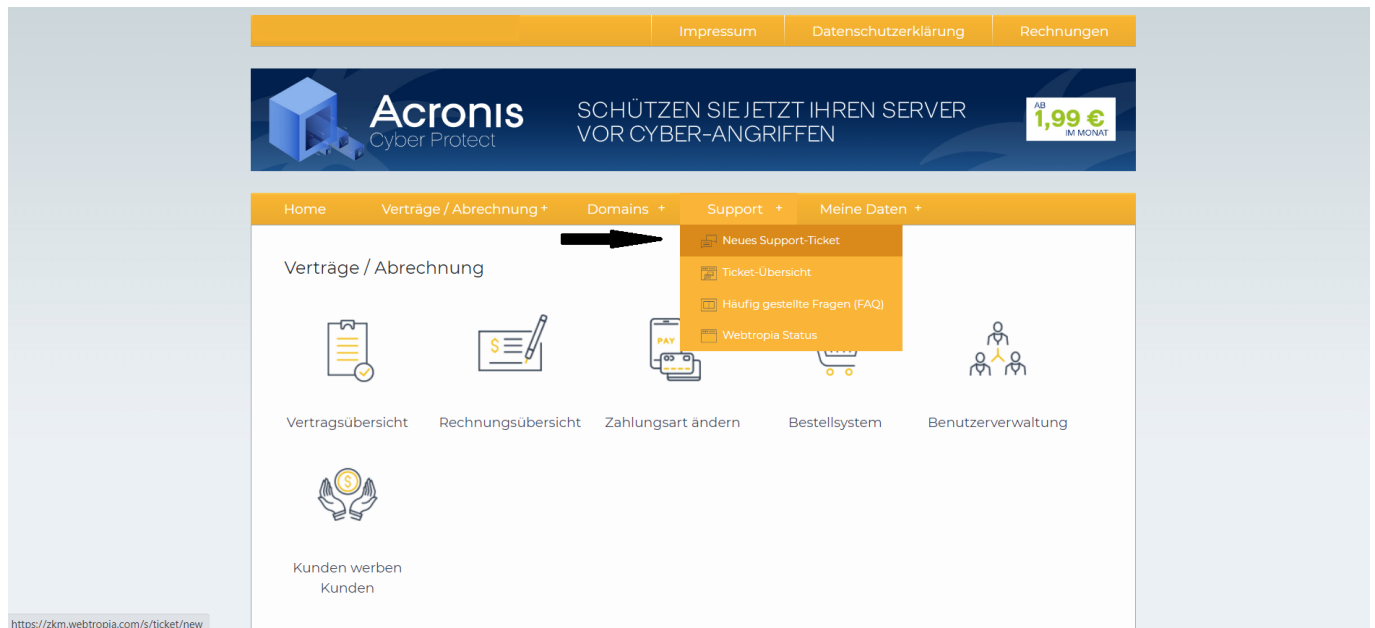 Impressum
Datenschutzerklärung
Rechnungen
Acronis
Cyber Protect
SCHÜTZEN SIE JETZT IHREN SERVER
VOR CYBER-ANGRIFFEN
AB
1,99 €
IM MONAT
Home
Verträge / Abrechnung +
Domains +
Support +
Meine Daten +
Neues Support-Ticket
Ticket-Übersicht
Häufig gestellte Fragen (FAQ)
Webtropia Status
Verträge / Abrechnung
$
PAY
Vertragsübersicht
Rechnungsübersicht
Zahlungsart ändern
Bestellsystem
Benutzerverwaltung
$
Kunden werben
Kunden
https://zkm.webtropia.com/s/ticket/new